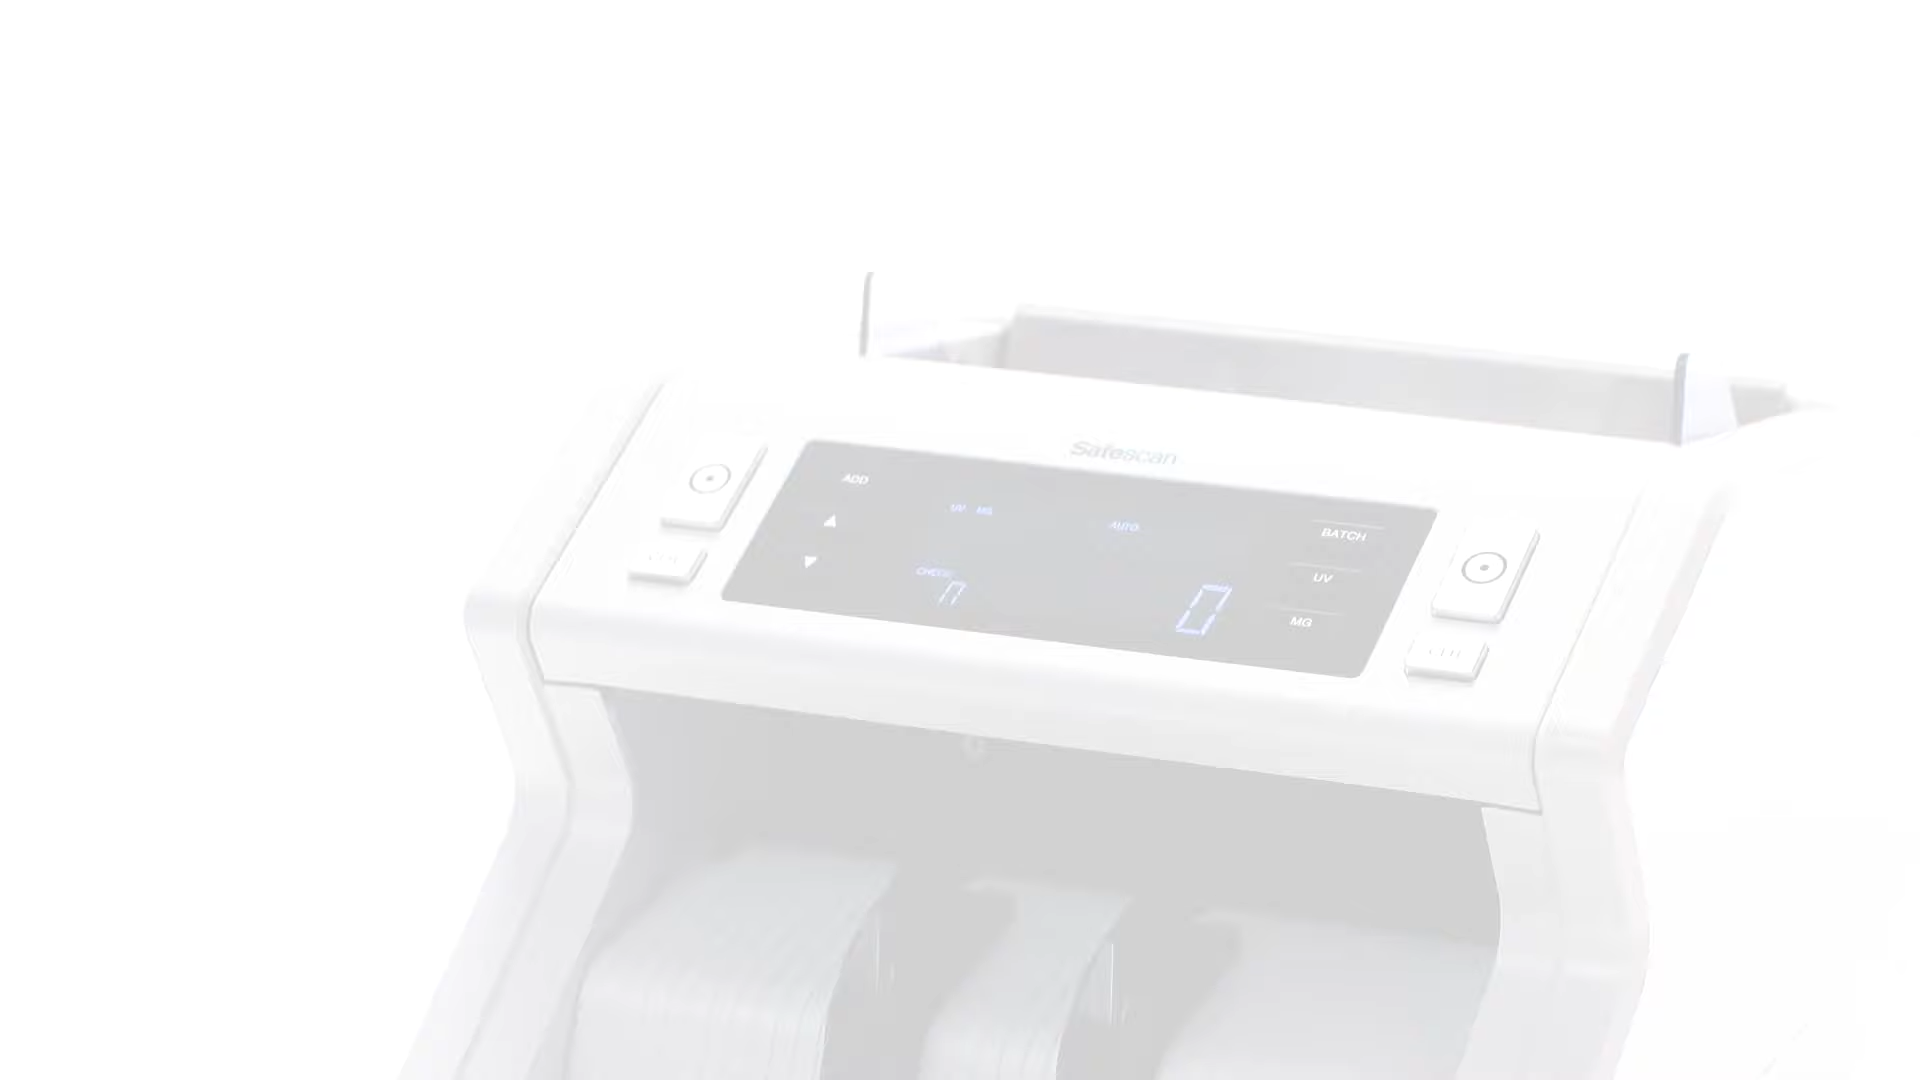 Safescan
ADD
UV MG
AUTO
BATCH
UV
CHECK
0
MG